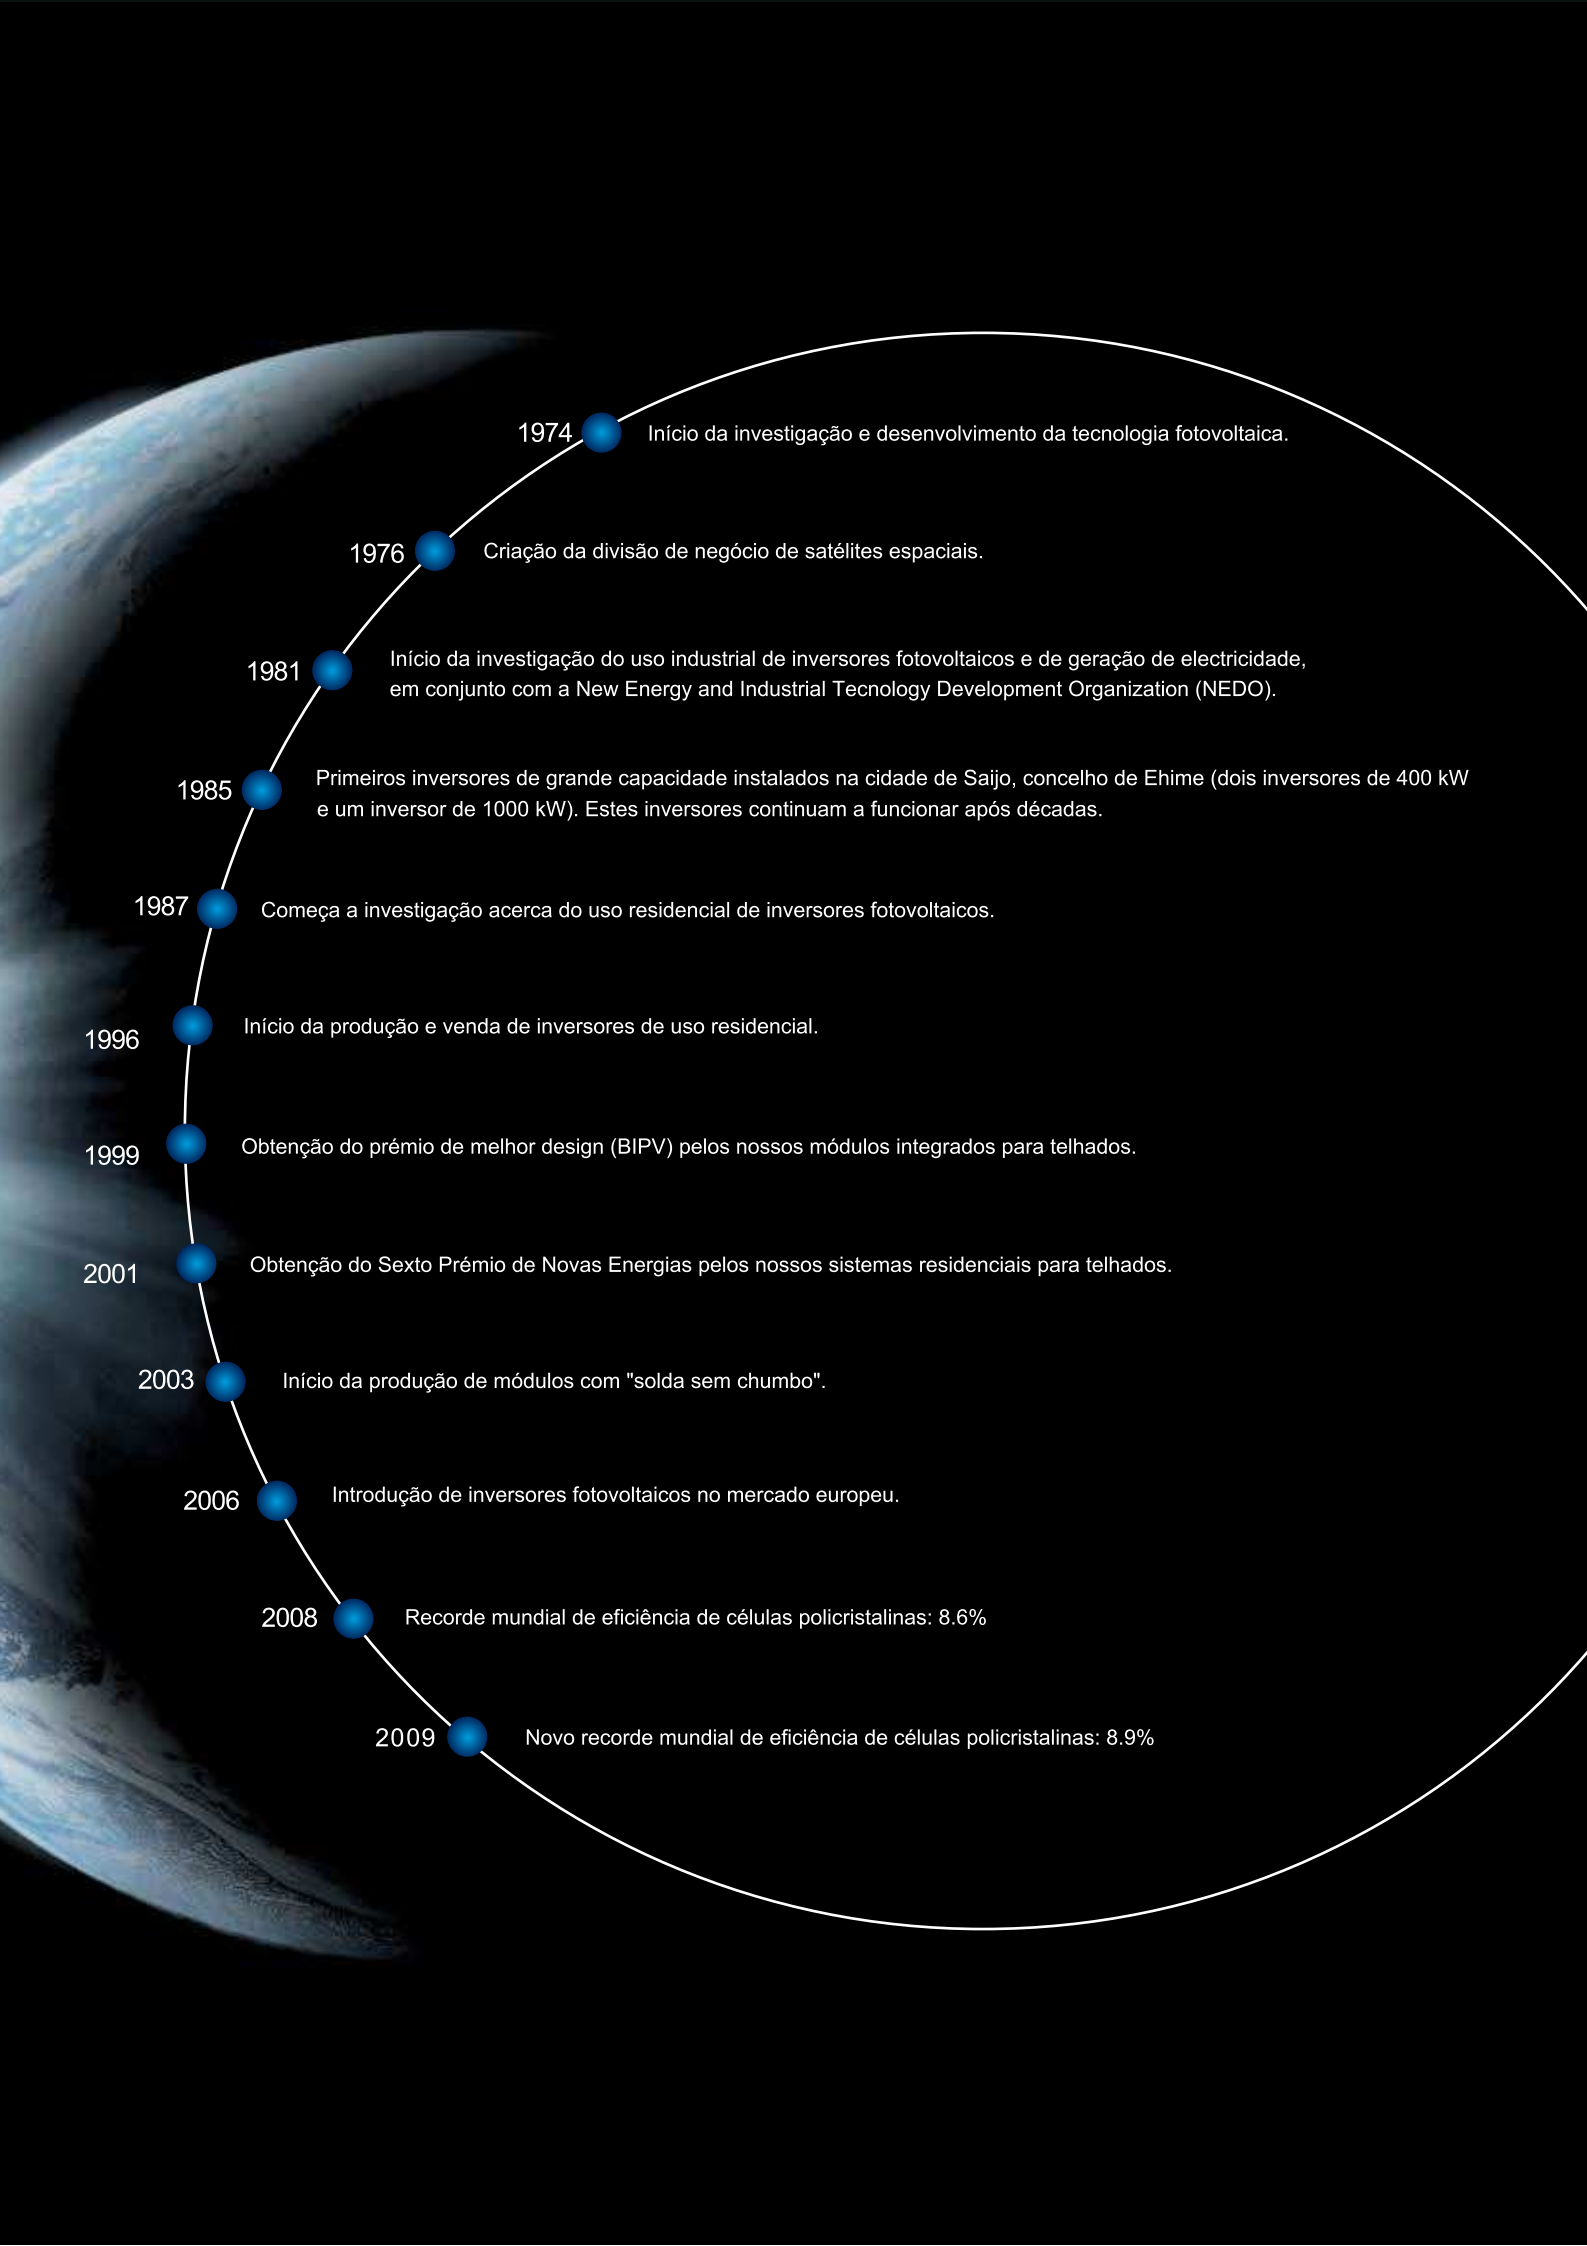 1974 Início da investigação e desenvolvimento da tecnologia fotovoltaica.
1976 Criação da divisão de negócio de satélites espaciais.
1981 Início da investigação do uso industrial de inversores fotovoltaicos e de geração de electricidade,
em conjunto com a New Energy and Industrial Tecnology Development Organization (NEDO).
1985 Primeiros inversores de grande capacidade instalados na cidade de Saijo, concelho de Ehime (dois inversores de 400 kW
e um inversor de 1000 kW). Estes inversores continuam a funcionar após décadas.
1987 Começa a investigação acerca do uso residencial de inversores fotovoltaicos.
1996 Início da produção e venda de inversores de uso residencial.
1999 Obtenção do prémio de melhor design (BIPV) pelos nossos módulos integrados para telhados.
2001 Obtenção do Sexto Prémio de Novas Energias pelos nossos sistemas residenciais para telhados.
2003 Início da produção de módulos com "solda sem chumbo".
2006 Introdução de inversores fotovoltaicos no mercado europeu.
2008 Recorde mundial de eficiência de células policristalinas: 8.6%
2009 Novo recorde mundial de eficiência de células policristalinas: 8.9%